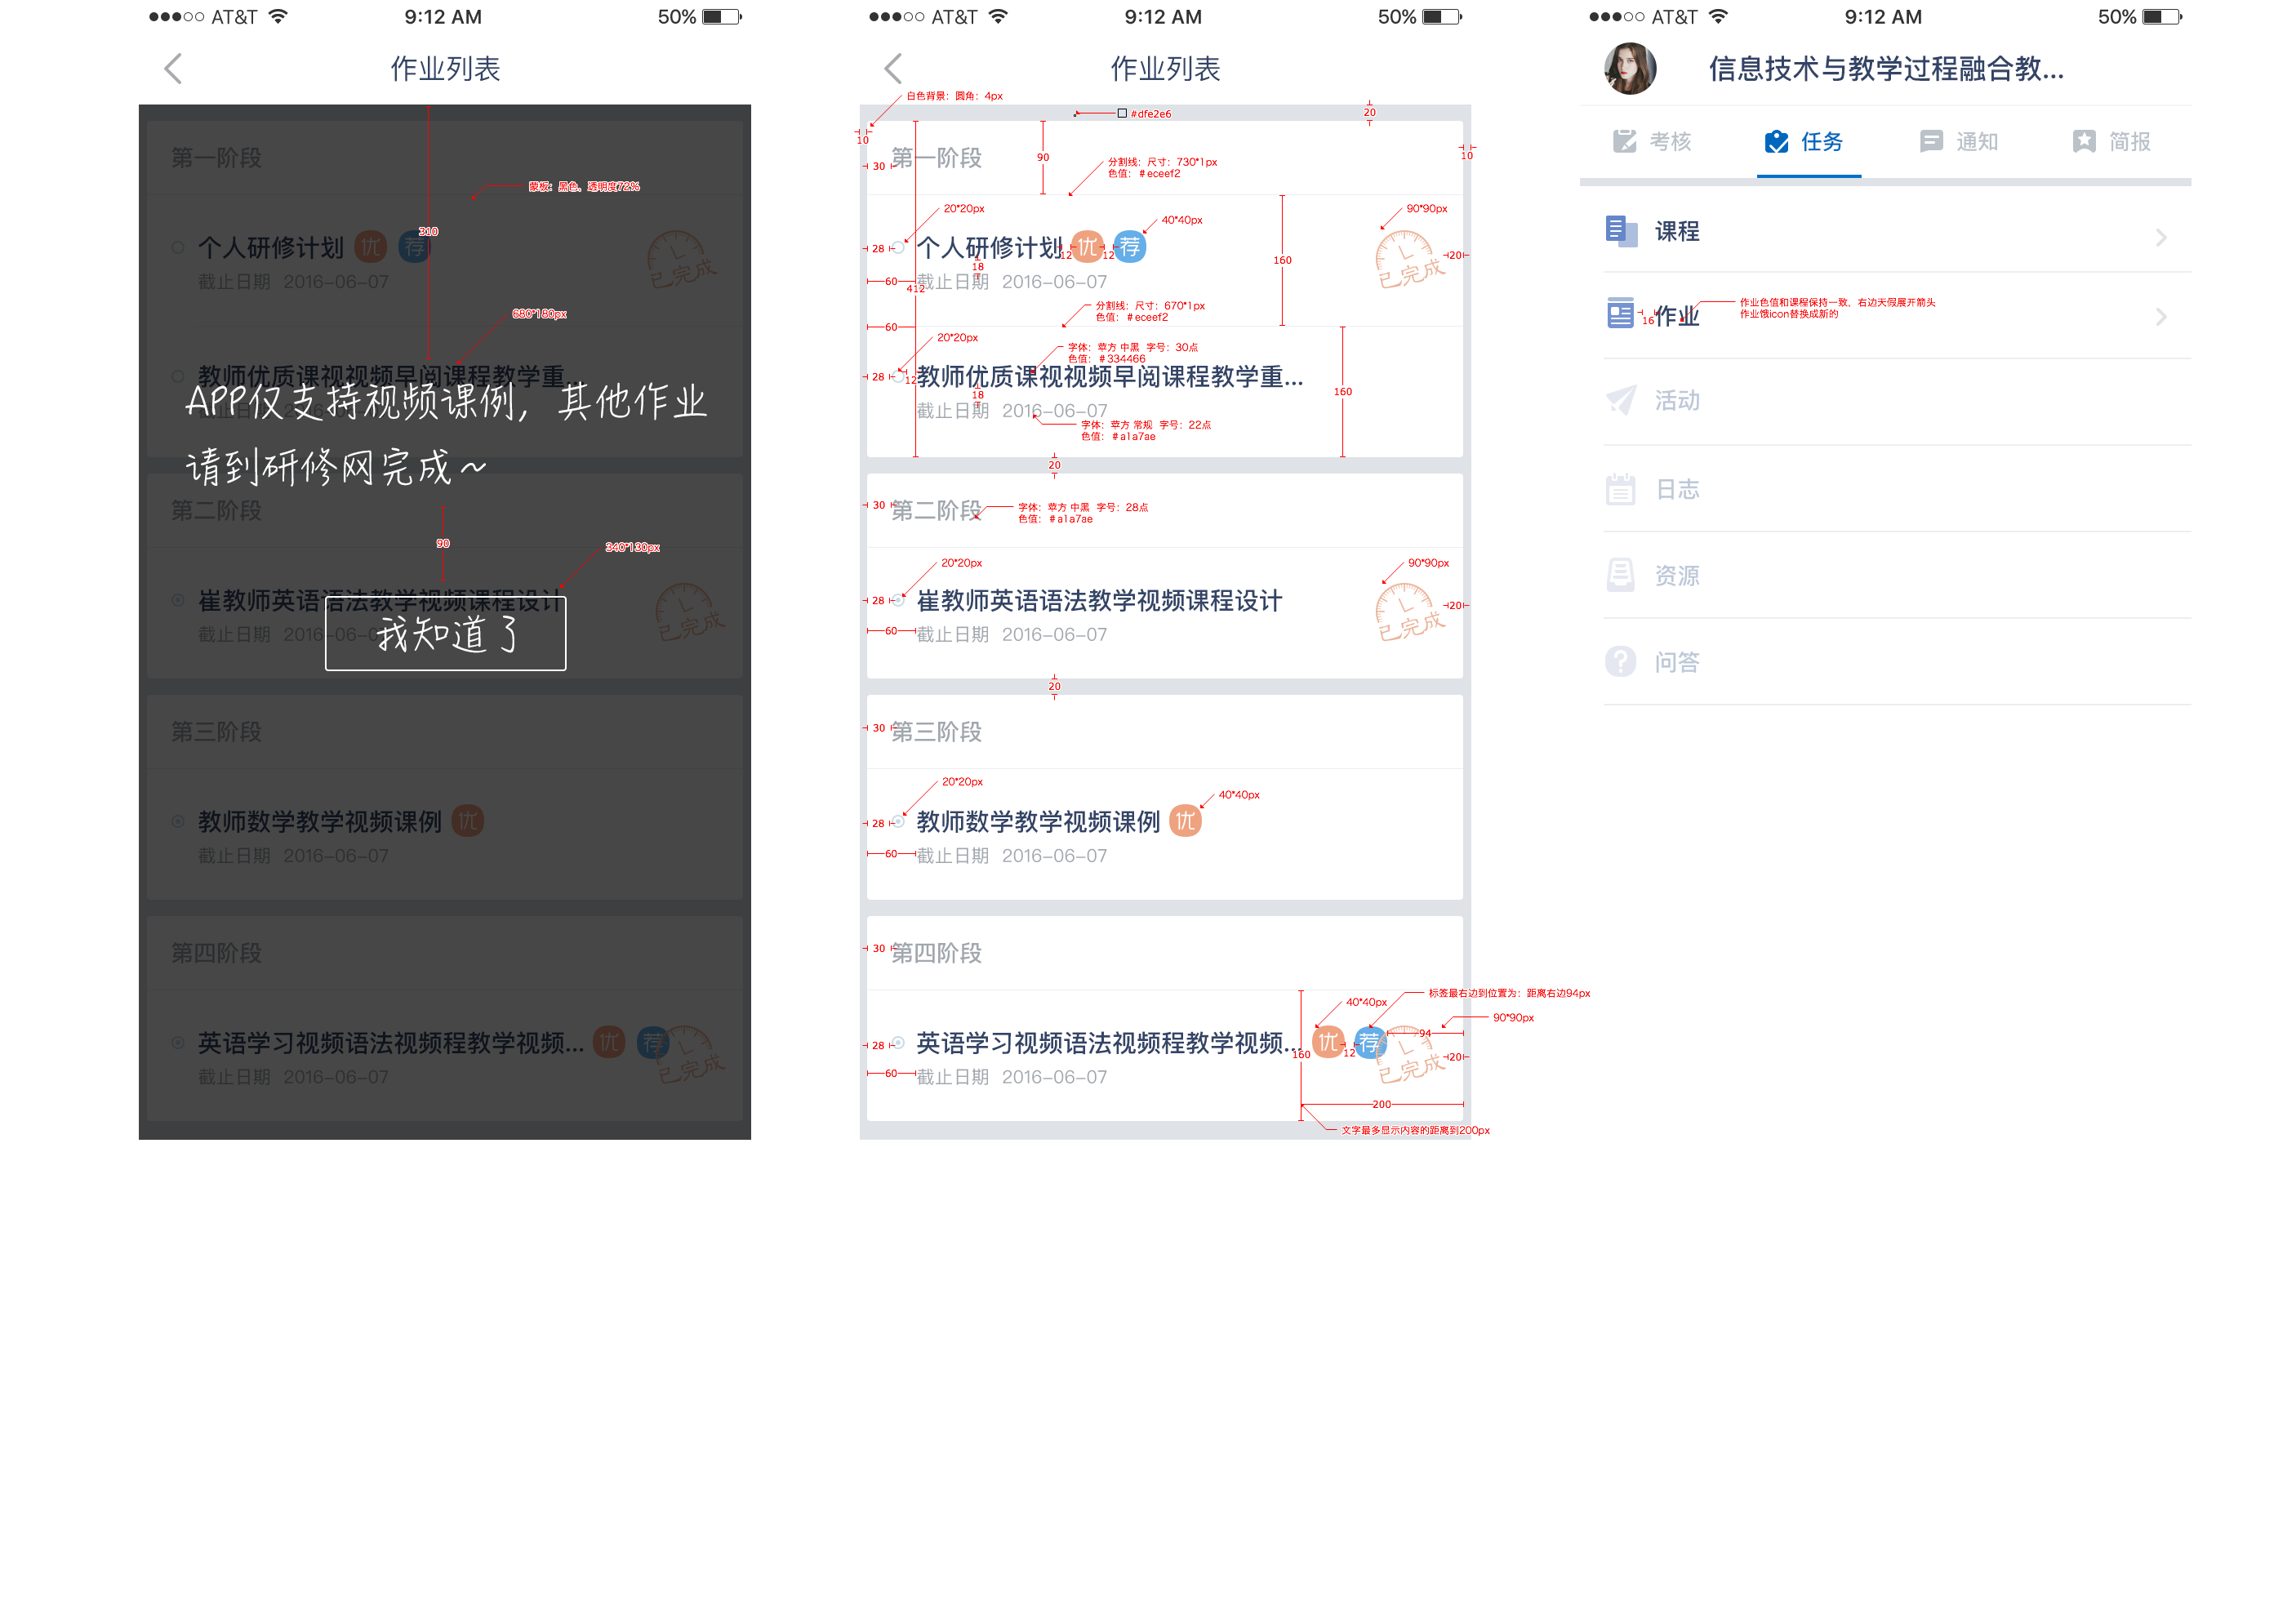 AT&T
9:12 AM
50%
作业列表
第一阶段
蒙板：黑色，透明度72%
310
个人研修计划 优 荐
截止日期 2016-06-07
已完成
680*180px
教师优质课视视频早阅课程教学重...
截止日期 2016-06-07
APP仅支持视频课例，其他作业
请到研修网完成～
第二阶段
90
340*130px
崔教师英语语法教学视频课程设计
截止日期 2016-06-07
已完成
我知道了
第三阶段
教师数学教学视频课例 优
截止日期 2016-06-07
第四阶段
英语学习视频语法视频程教学视频... 优 荐
截止日期 2016-06-07
已完成
AT&T
9:12 AM
50%
作业列表
白色背景：圆角：4px
#dfe2e6
20
10
10
30
第一阶段
90
分割线：尺寸：730*1px
色值：#eceef2
20*20px
40*40px
90*90px
28
个人研修计划
12
优
12
荐
160
已完成
20
18
60
截止日期 2016-06-07
412
分割线：尺寸：670*1px
色值：#eceef2
60
20*20px
字体：苹方 中黑 字号：30点
色值：#334466
28
12
教师优质课视视频早阅课程教学重...
160
18
截止日期 2016-06-07
字体：苹方 常规 字号：22点
色值：#a1a7ae
20
30
第二阶段
字体：苹方 中黑 字号：28点
色值：#a1a7ae
20*20px
90*90px
28
崔教师英语语法教学视频课程设计
已完成
20
60
截止日期 2016-06-07
20
30
第三阶段
20*20px
40*40px
28
教师数学教学视频课例 优
60
截止日期 2016-06-07
30
第四阶段
标签最右边到位置为：距离右边94px
40*40px
90*90px
28
英语学习视频语法视频程教学视频...
160
优
12
荐
94
已完成
20
60
截止日期 2016-06-07
200
文字最多显示内容的距离到200px
AT&T
9:12 AM
50%
信息技术与教学过程融合教...
考核 任务 通知 简报
课程
16
作业
作业色值和课程保持一致，右边天假展开箭头
作业饿icon替换成新的
活动
日志
资源
问答